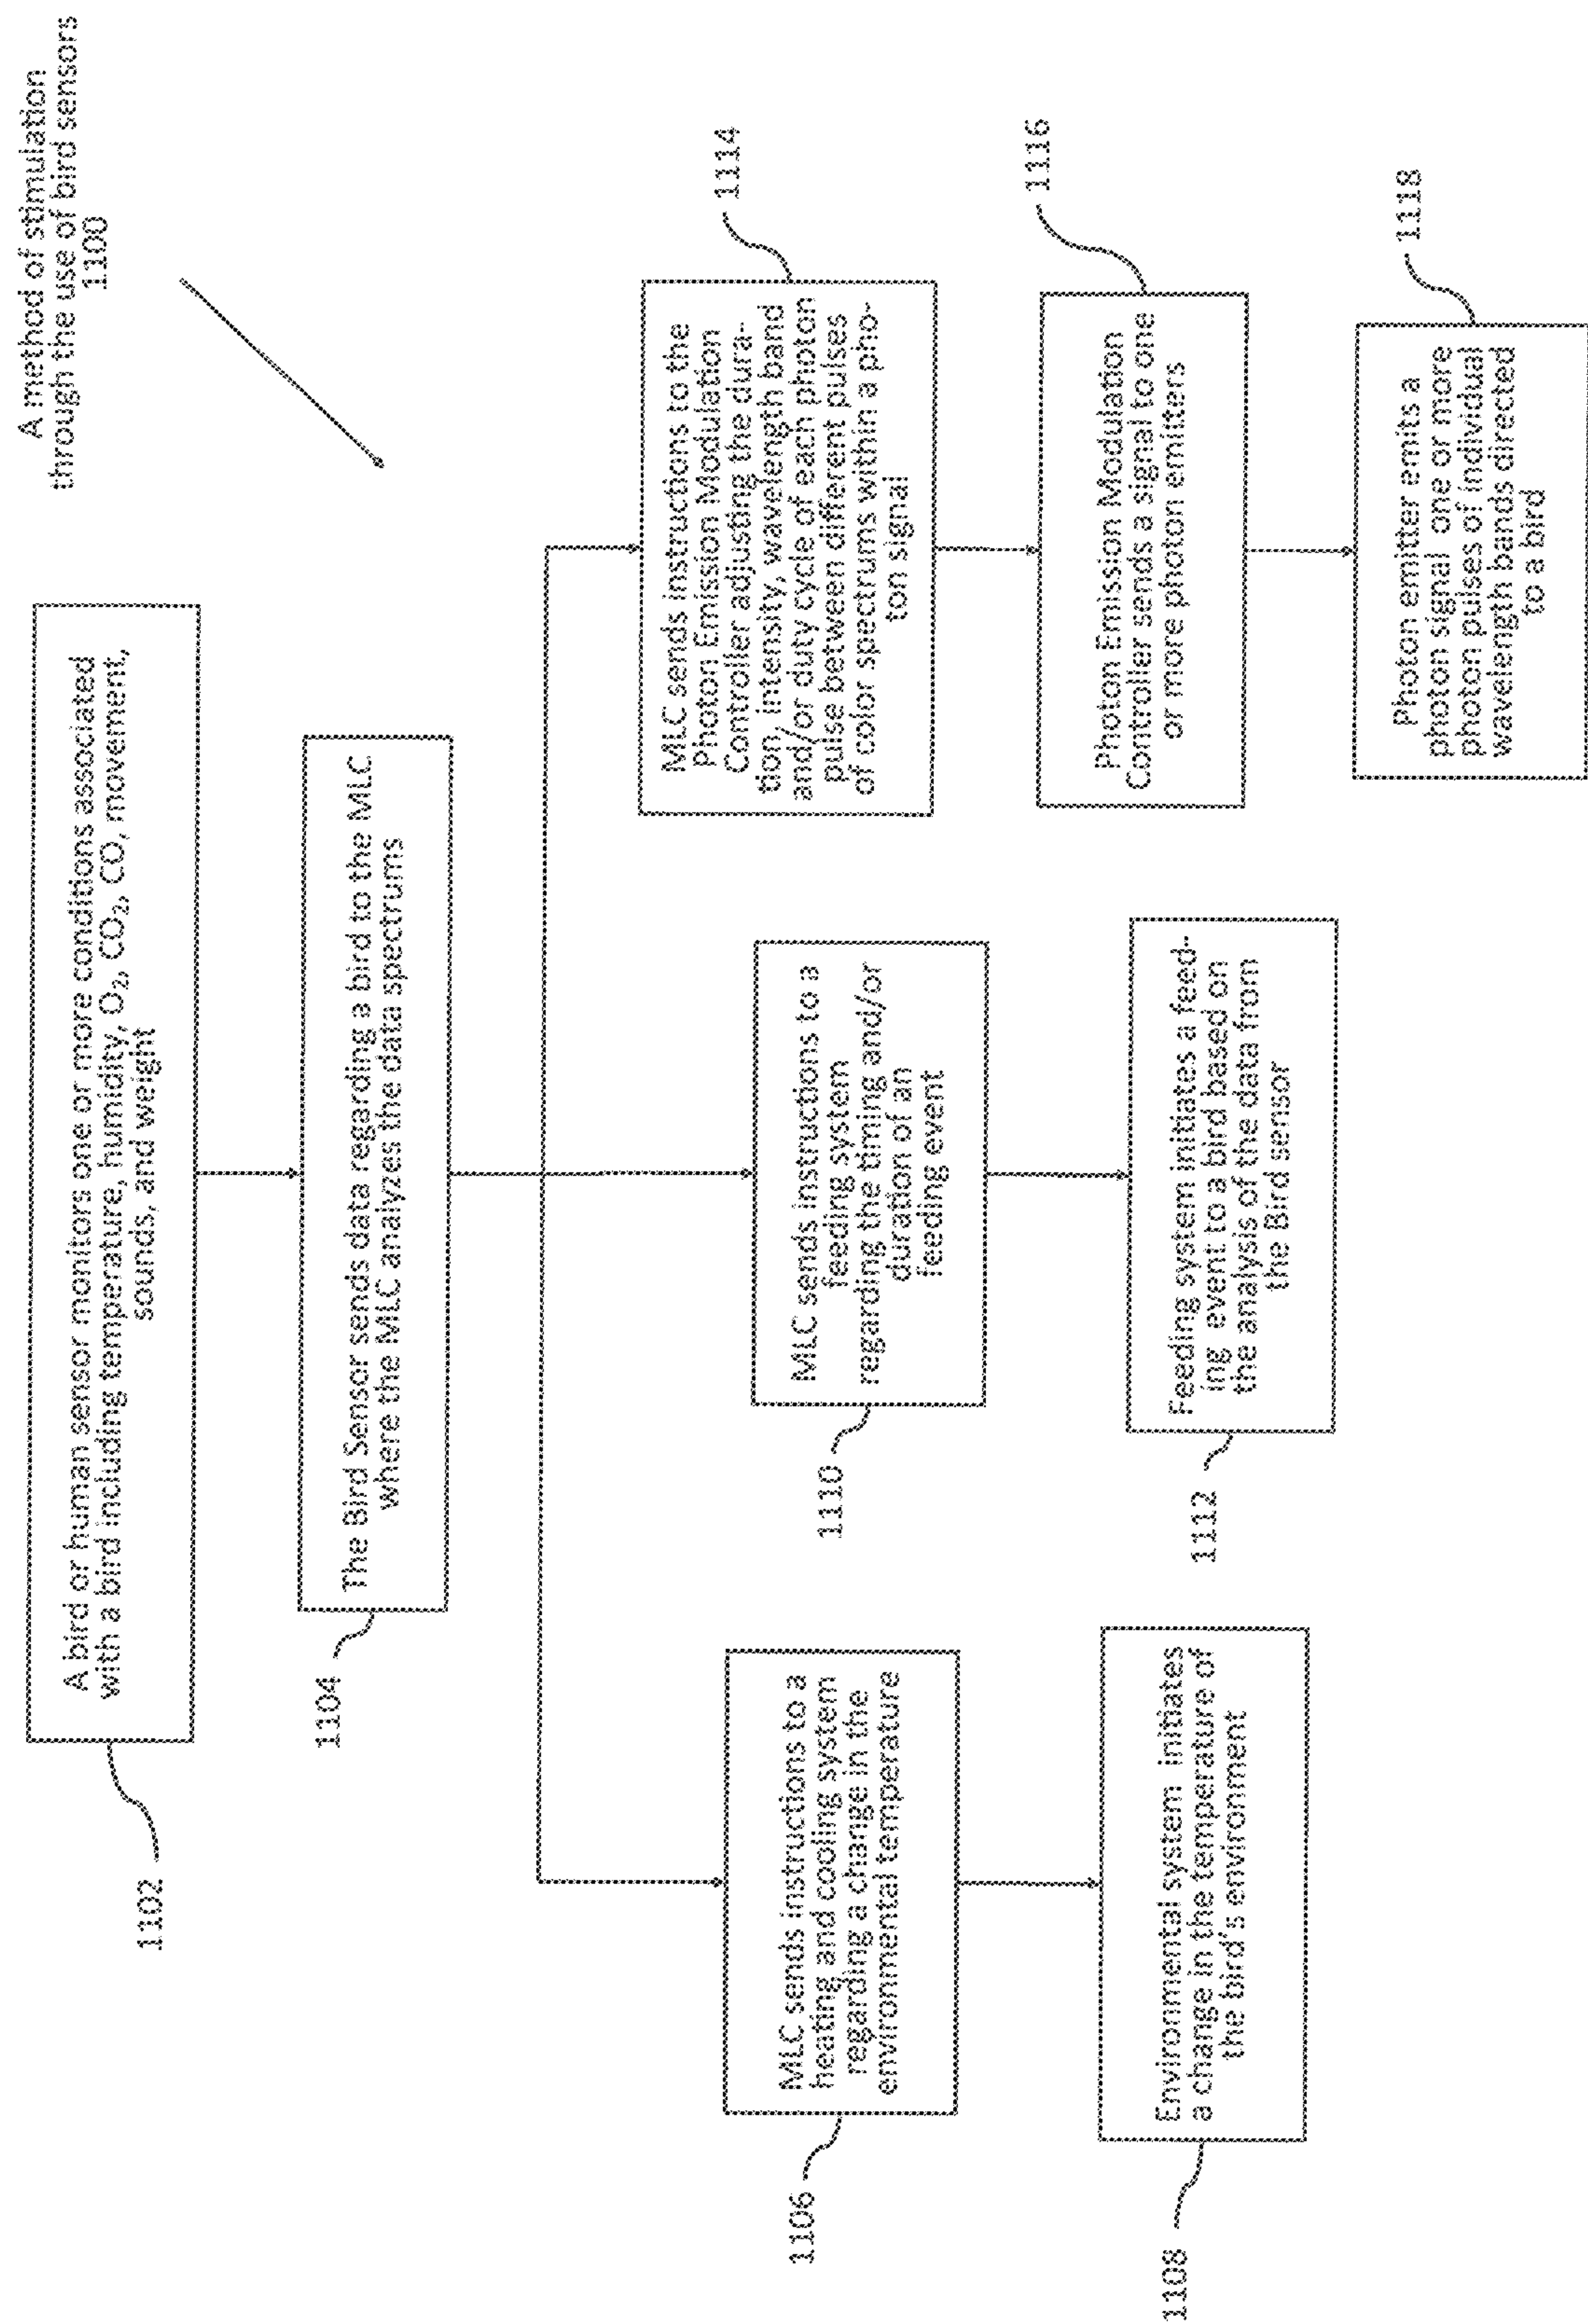 A method of stimulation
through the use of bird sensors
1100
A bird or human sensor monitors one or more conditions associated
with a bird including temperature, humidity, O₂, CO₂, CO, movement,
sounds, and weight
1102
The Bird Sensor sends data regarding a bird to the MLC
where the MLC analyzes the data spectrums
1104
MLC sends instructions to a
heating and cooling system
regarding a change in the
environmental temperature
1106
Environmental system initiates
a change in the temperature of
the bird's environment
1108
MLC sends instructions to a
feeding system
regarding the timing and/or
duration of an
feeding event
1110
Feeding system initiates a feed-
ing event to a bird based on
the analysis of the data from
the Bird sensor
1112
MLC sends instructions to the
Photon Emission Modulation
Controller adjusting the dura-
tion, intensity, wavelength band
and/or duty cycle of each photon
pulse between different pulses
of color spectrums within a pho-
ton signal
1114
Photon Emission Modulation
Controller sends a signal to one
or more photon emitters
1116
Photon emitter emits a
photon signal one or more
photon pulses of individual
wavelength bands directed
to a bird
1118